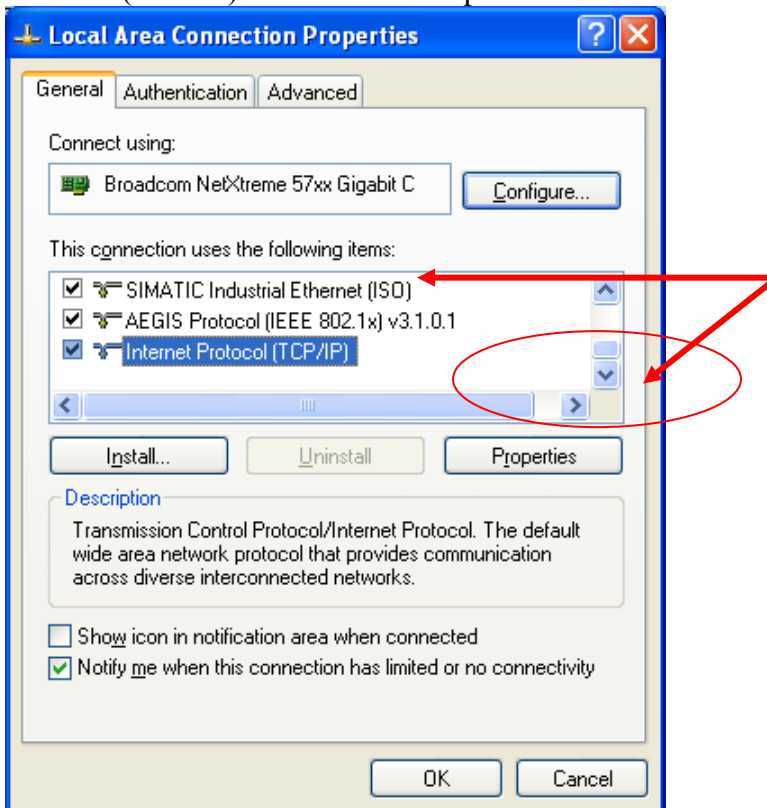 Local Area Connection Properties
General Authentication Advanced
Connect using:
Broadcom NetXtreme 57xx Gigabit C
Configure...
This connection uses the following items:
SIMATIC Industrial Ethernet (ISO)
AEGIS Protocol (IEEE 802.1x) v3.1.0.1
Internet Protocol (TCP/IP)
Install... Uninstall Properties
Description
Transmission Control Protocol/Internet Protocol. The default
wide area network protocol that provides communication
across diverse interconnected networks.
Show icon in notification area when connected
Notify me when this connection has limited or no connectivity
OK Cancel